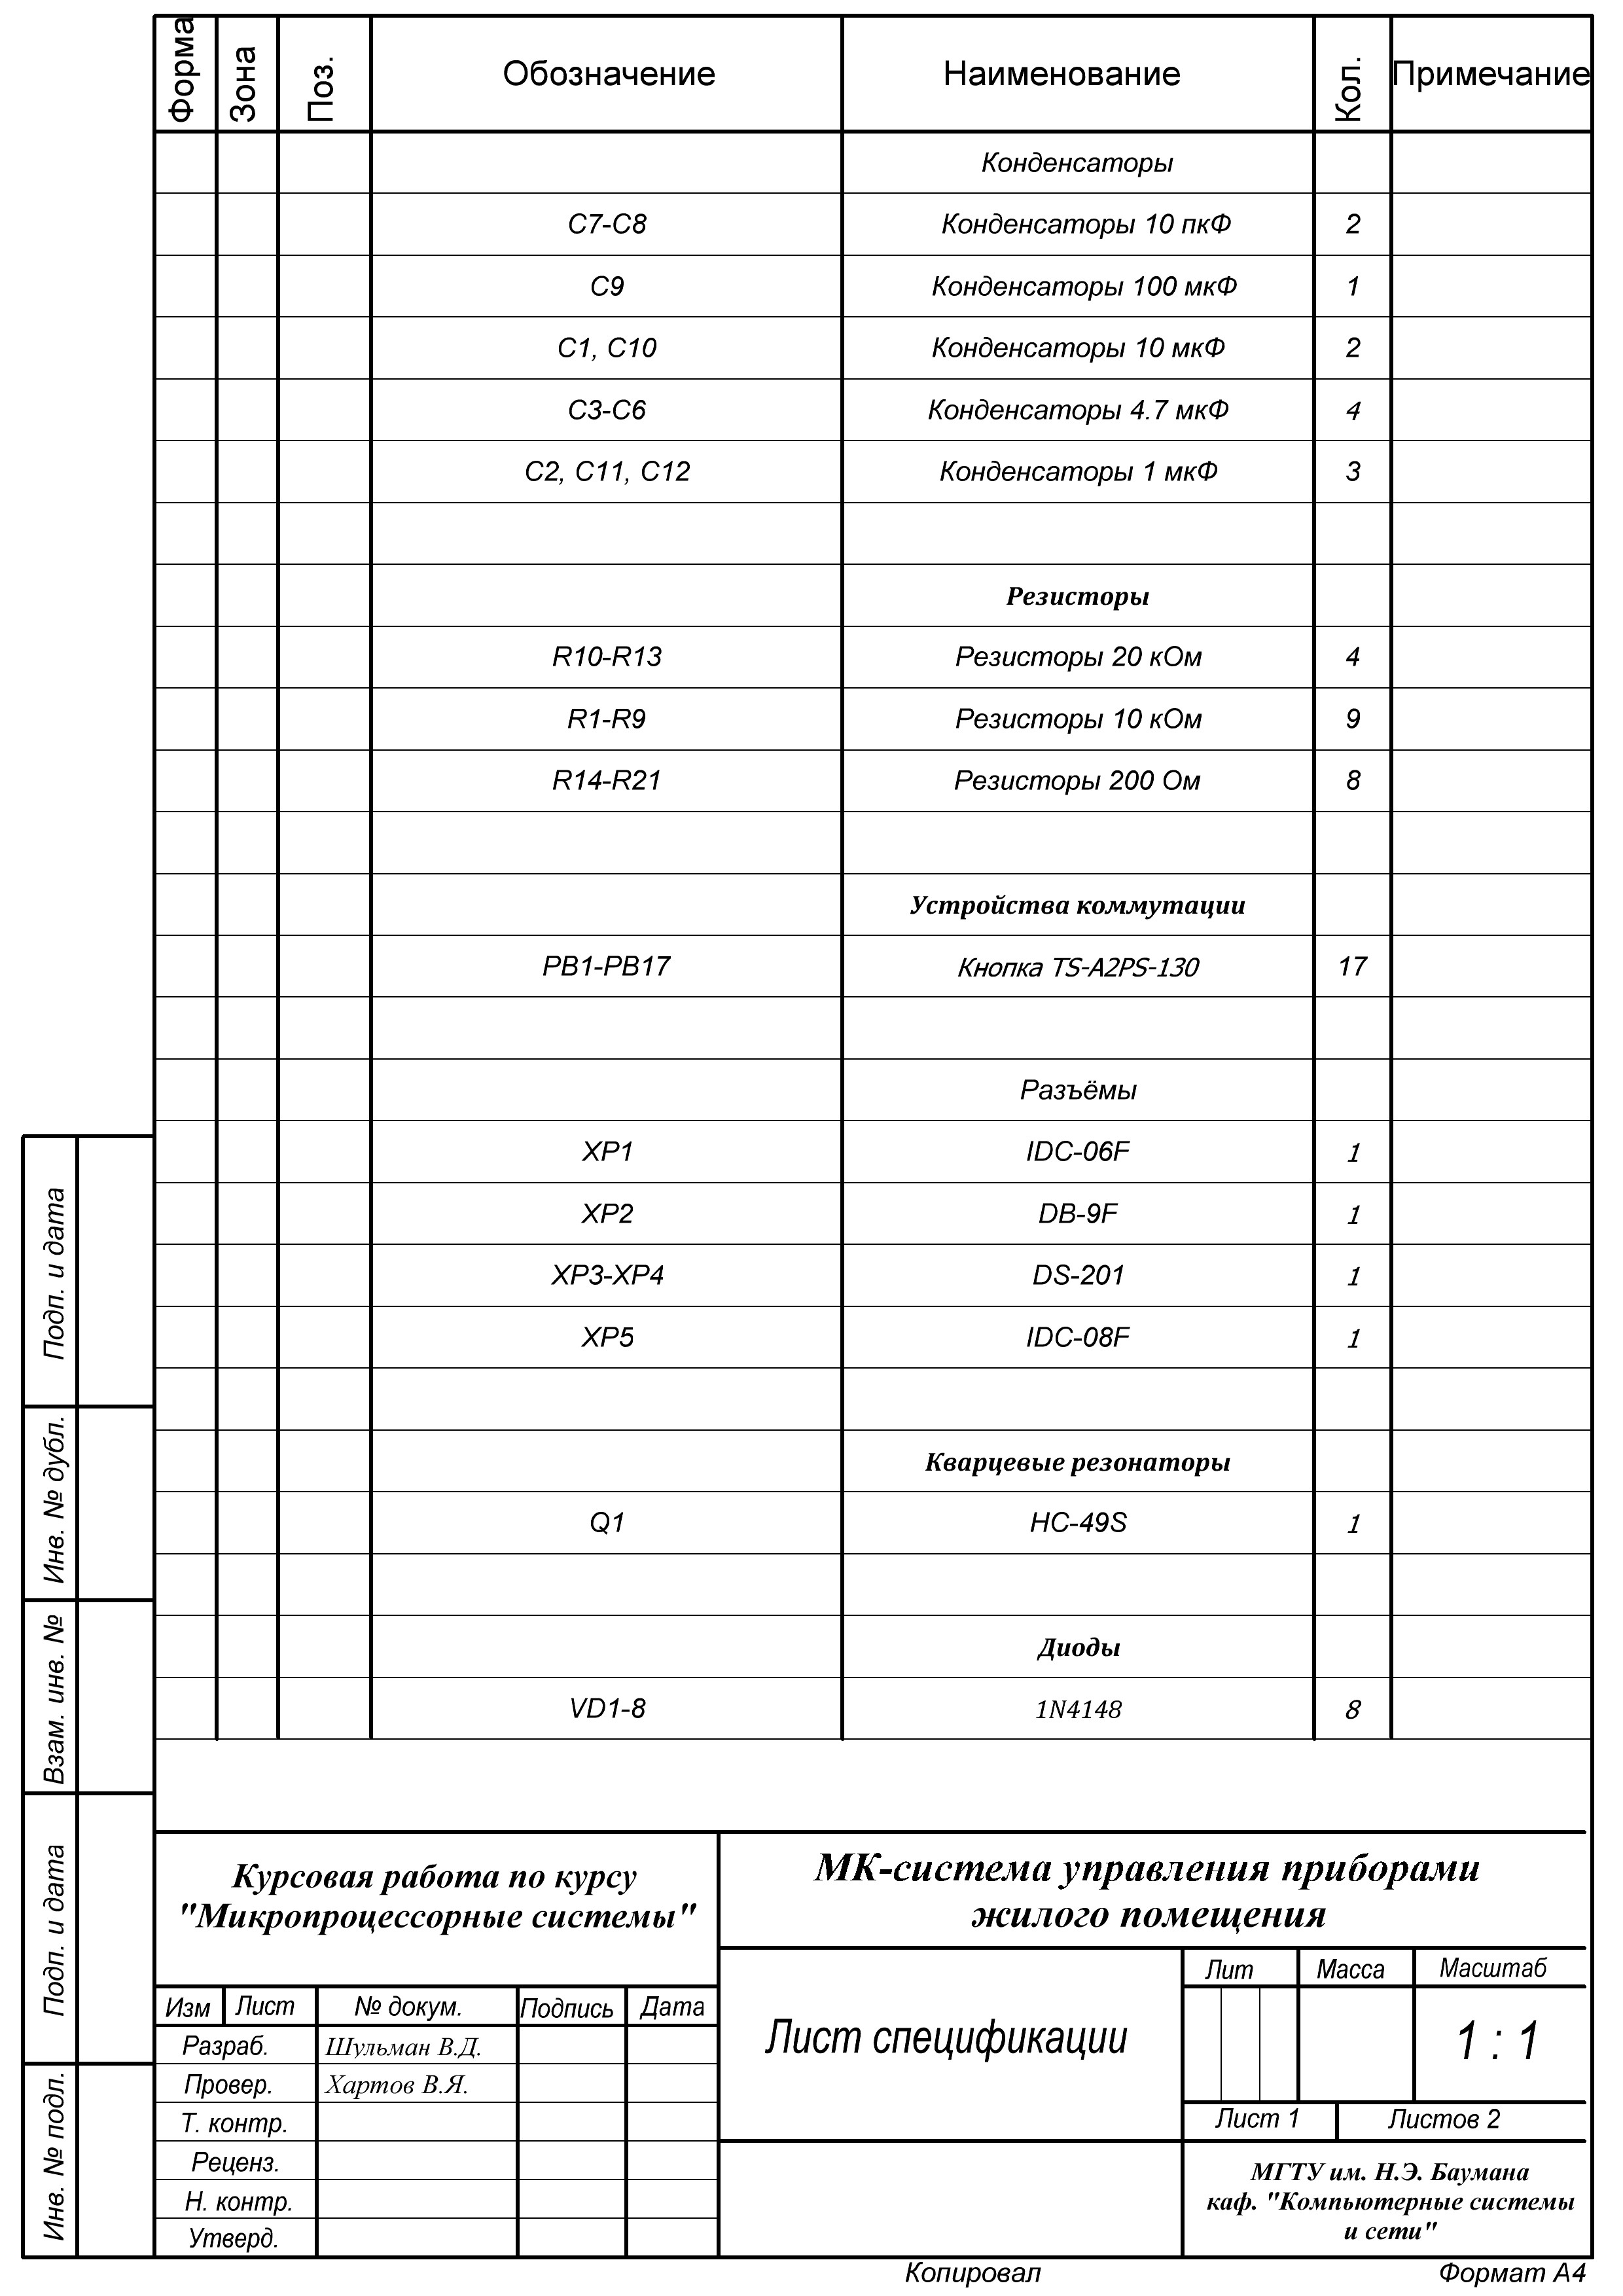 Форма Зона Поз. Обозначение Наименование Кол. Примечание
Конденсаторы
C7-C8 Конденсаторы 10 пкФ 2
C9 Конденсаторы 100 мкФ 1
C1, C10 Конденсаторы 10 мкФ 2
C3-C6 Конденсаторы 4.7 мкФ 4
C2, C11, C12 Конденсаторы 1 мкФ 3
Резисторы
R10-R13 Резисторы 20 кОм 4
R1-R9 Резисторы 10 кОм 9
R14-R21 Резисторы 200 Ом 8
Устройства коммутации
PB1-PB17 Кнопка TS-A2PS-130 17
Разъёмы
XP1 IDC-06F 1
XP2 DB-9F 1
XP3-XP4 DS-201 1
XP5 IDC-08F 1
Кварцевые резонаторы
Q1 HC-49S 1
Диоды
VD1-8 1N4148 8
Подп. и дата
Инв. № дубл.
Взам. инв. №
Подп. и дата
Инв. № подл.
Курсовая работа по курсу
"Микропроцессорные системы"
МК-система управления приборами
жилого помещения
Изм Лист № докум. Подпись Дата
Разраб. Шульман В.Д.
Провер. Хартов В.Я.
Т. контр.
Реценз.
Н. контр.
Утверд.
Лист спецификации
Лит Масса Масштаб
1 : 1
Лист 1 Листов 2
МГТУ им. Н.Э. Баумана
каф. "Компьютерные системы
и сети"
Копировал Формат А4